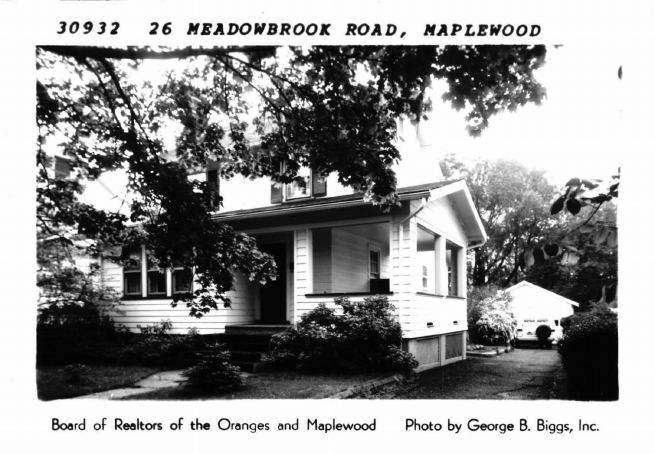 30932 26 MEADOWBROOK ROAD, MAPLEWOOD
Board of Realtors of the Oranges and Maplewood Photo by George B. Biggs, Inc.